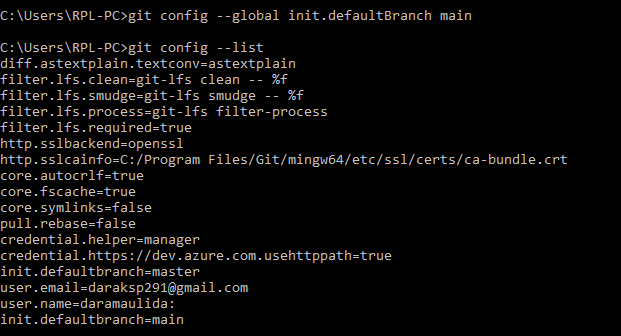 C:\Users\RPL-PC>git config --global init.defaultBranch main
C:\Users\RPL-PC>git config --list
diff.astextplain.textconv=astextplain
filter.lfs.clean=git-lfs clean -- %f
filter.lfs.smudge=git-lfs smudge -- %f
filter.lfs.process=git-lfs filter-process
filter.lfs.required=true
http.sslbackend=openssl
http.sslcainfo=C:/Program Files/Git/mingw64/etc/ssl/certs/ca-bundle.crt
core.autocrlf=true
core.fscache=true
core.symlinks=false
pull.rebase=false
credential.helper=manager
credential.https://dev.azure.com.usehttppath=true
init.defaultbranch=master
user.email=daraksp291@gmail.com
user.name=daramaulida:
init.defaultbranch=main